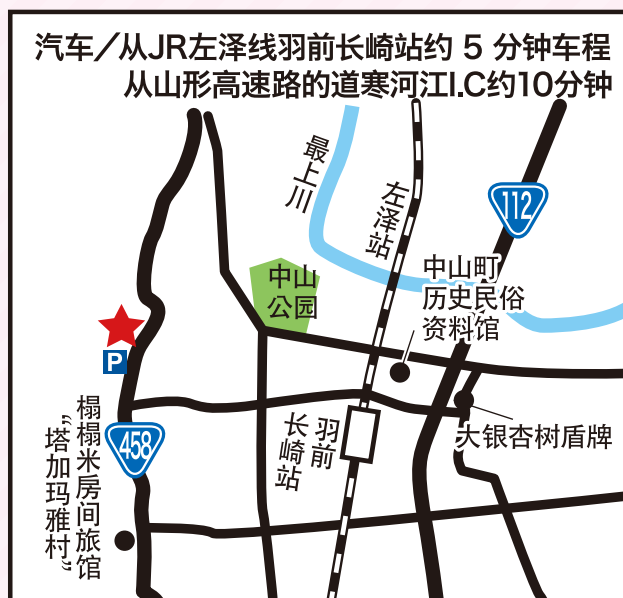 汽车／从JR左泽线羽前长崎站约 5 分钟车程
从山形高速路的道寒河江I.C约10分钟
最上川
左泽站
112
中山
公园
中山町
历史民俗
资料馆
P
大银杏树盾牌
羽前
长崎站
458
榻榻米房间旅馆
"塔加玛雅村"